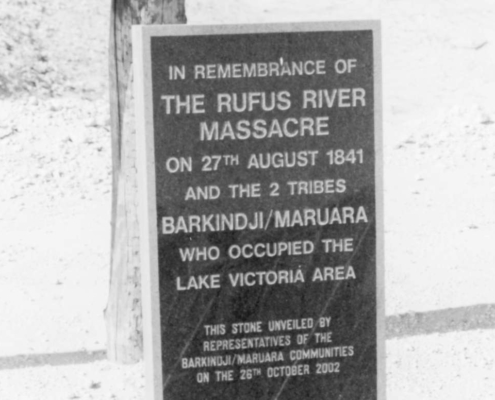 IN REMEMBRANCE OF
THE RUFUS RIVER
MASSACRE
ON 27TH AUGUST 1841
AND THE 2 TRIBES
BARKINDJI/MARUARA
WHO OCCUPIED THE
LAKE VICTORIA AREA
THIS STONE UNVEILED BY
REPRESENTATIVES OF THE
BARKINDJI/MARUARA COMMUNITIES
ON THE 26TH OCTOBER 2002